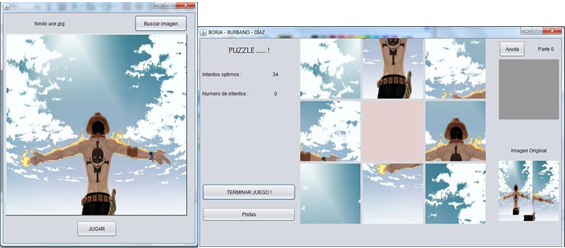 fondo ace.jpg
Buscar imagen
JUGAR
BORJA - BURBANO - DÍAZ
PUZZLE ...... !
Intentos optimos : 34
Numero de intentos : 0
TERMINAR JUEGO !
Pistas
Ayuda
Parte 0
Imagen Original